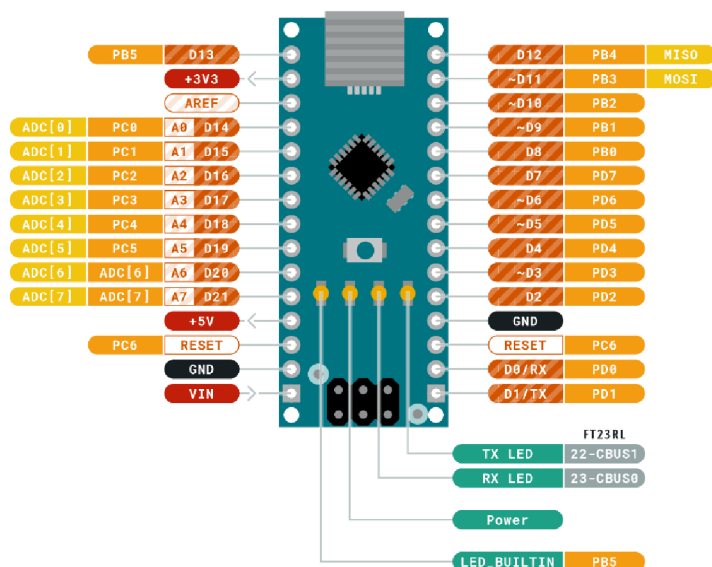 PB5 D13 D12 PB4 MISO
+3V3 ~D11 PB3 MOSI
AREF ~D10 PB2
ADC[0] PC0 A0 D14 ~D9 PB1
ADC[1] PC1 A1 D15 D8 PB0
ADC[2] PC2 A2 D16 D7 PD7
ADC[3] PC3 A3 D17 ~D6 PD6
ADC[4] PC4 A4 D18 ~D5 PD5
ADC[5] PC5 A5 D19 D4 PD4
ADC[6] ADC[6] A6 D20 ~D3 PD3
ADC[7] ADC[7] A7 D21 D2 PD2
+5V GND
PC6 RESET RESET PC6
GND D0/RX PD0
VIN D1/TX PD1
FT23RL
TX LED 22-CBUS1
RX LED 23-CBUS0
Power
LED_BUILTIN PB5